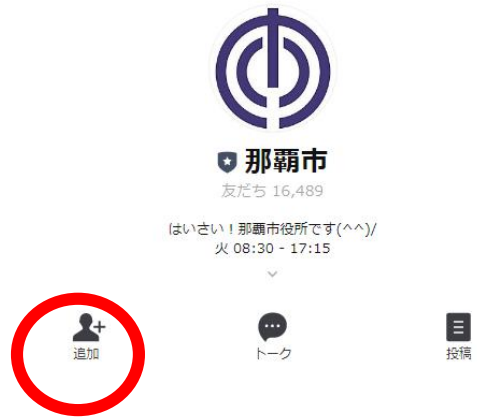 那覇市
友だち 16,489
はいさい！那覇市役所です(^^)/
火 08:30 - 17:15
追加
トーク
投稿